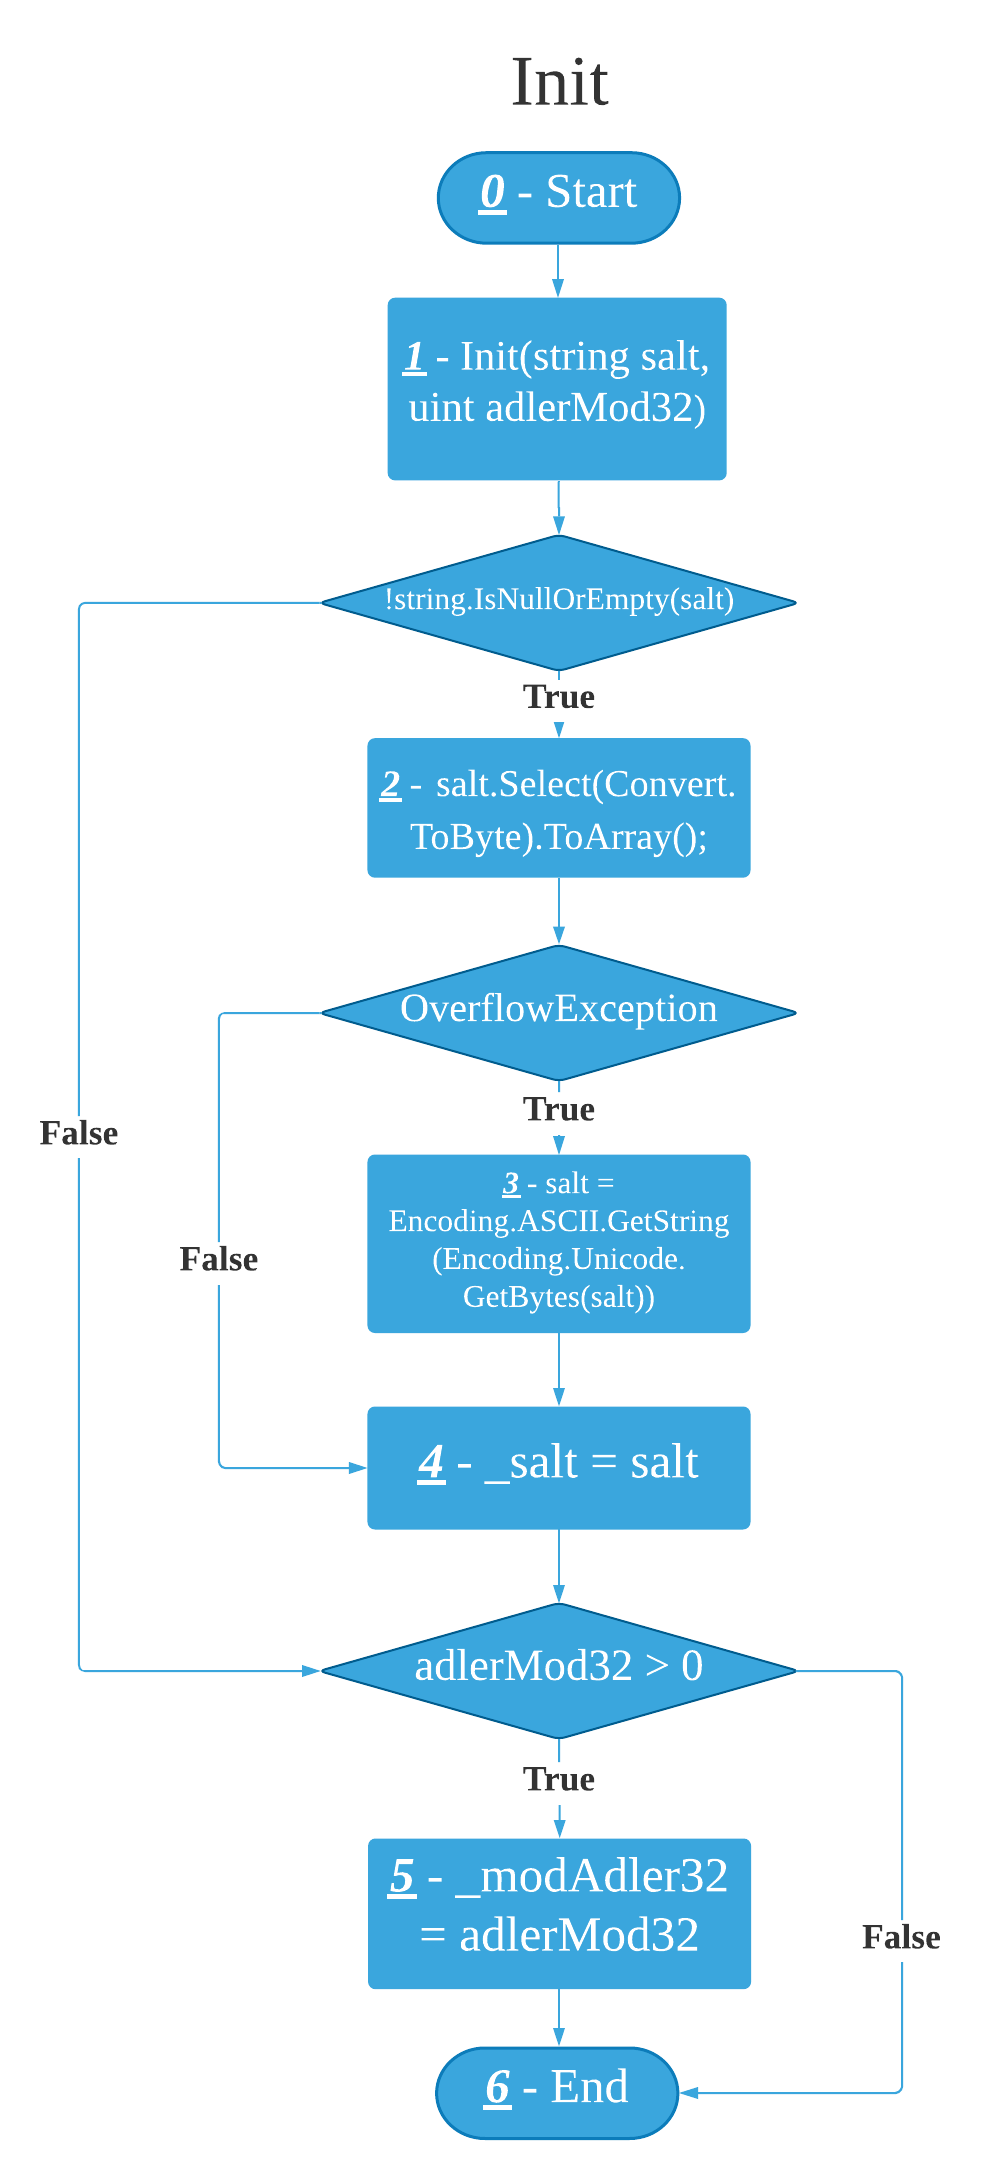 Init
0 - Start
1 - Init(string salt,
uint adlerMod32)
!string.IsNullOrEmpty(salt)
True
2 - salt.Select(Convert.
ToByte).ToArray();
OverflowException
True
False
3 - salt =
Encoding.ASCII.GetString
(Encoding.Unicode.
GetBytes(salt))
False
4 - _salt = salt
adlerMod32 > 0
True
5 - _modAdler32
= adlerMod32
False
6 - End